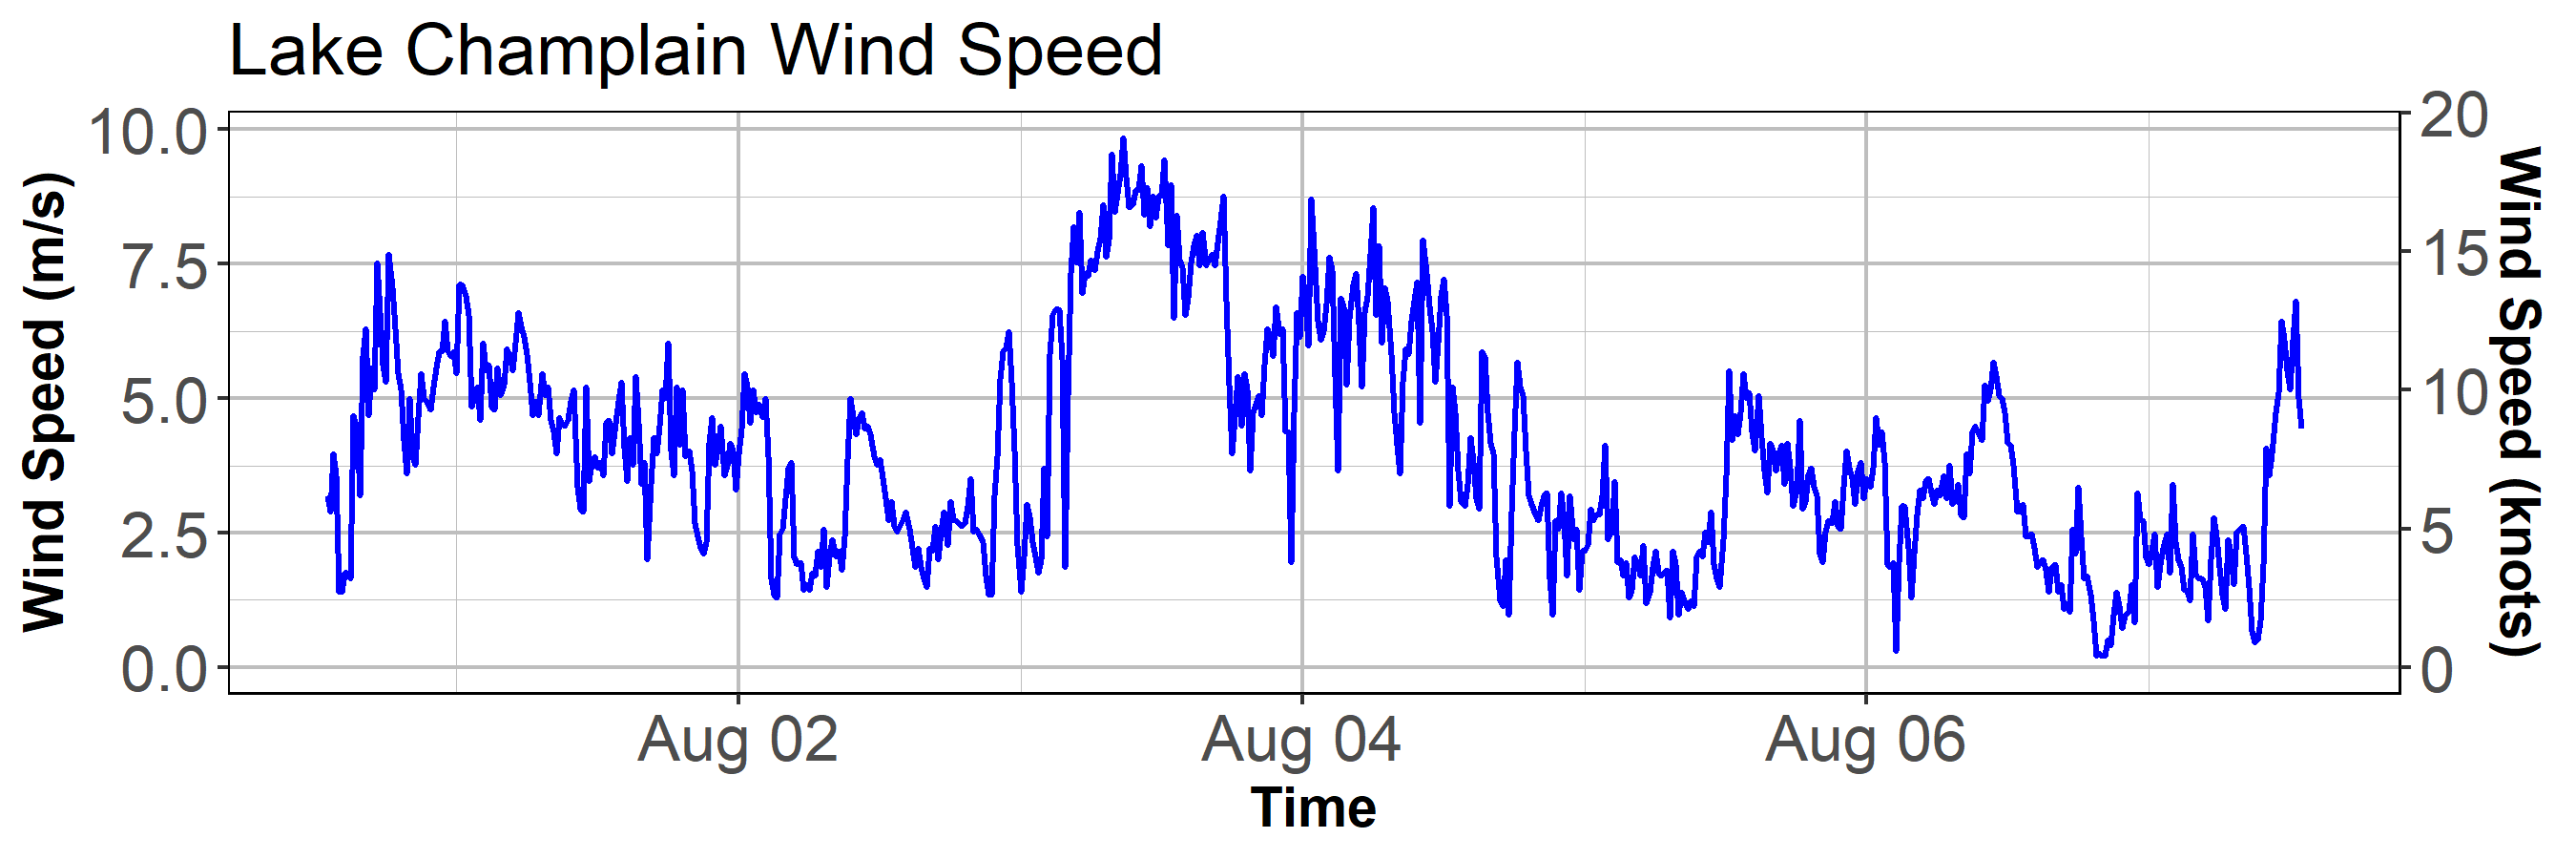 Lake Champlain Wind Speed
Wind Speed (m/s)
10.0
7.5
5.0
2.5
0.0
20
15
10
5
0
Wind Speed (knots)
Aug 02
Aug 04
Aug 06
Time